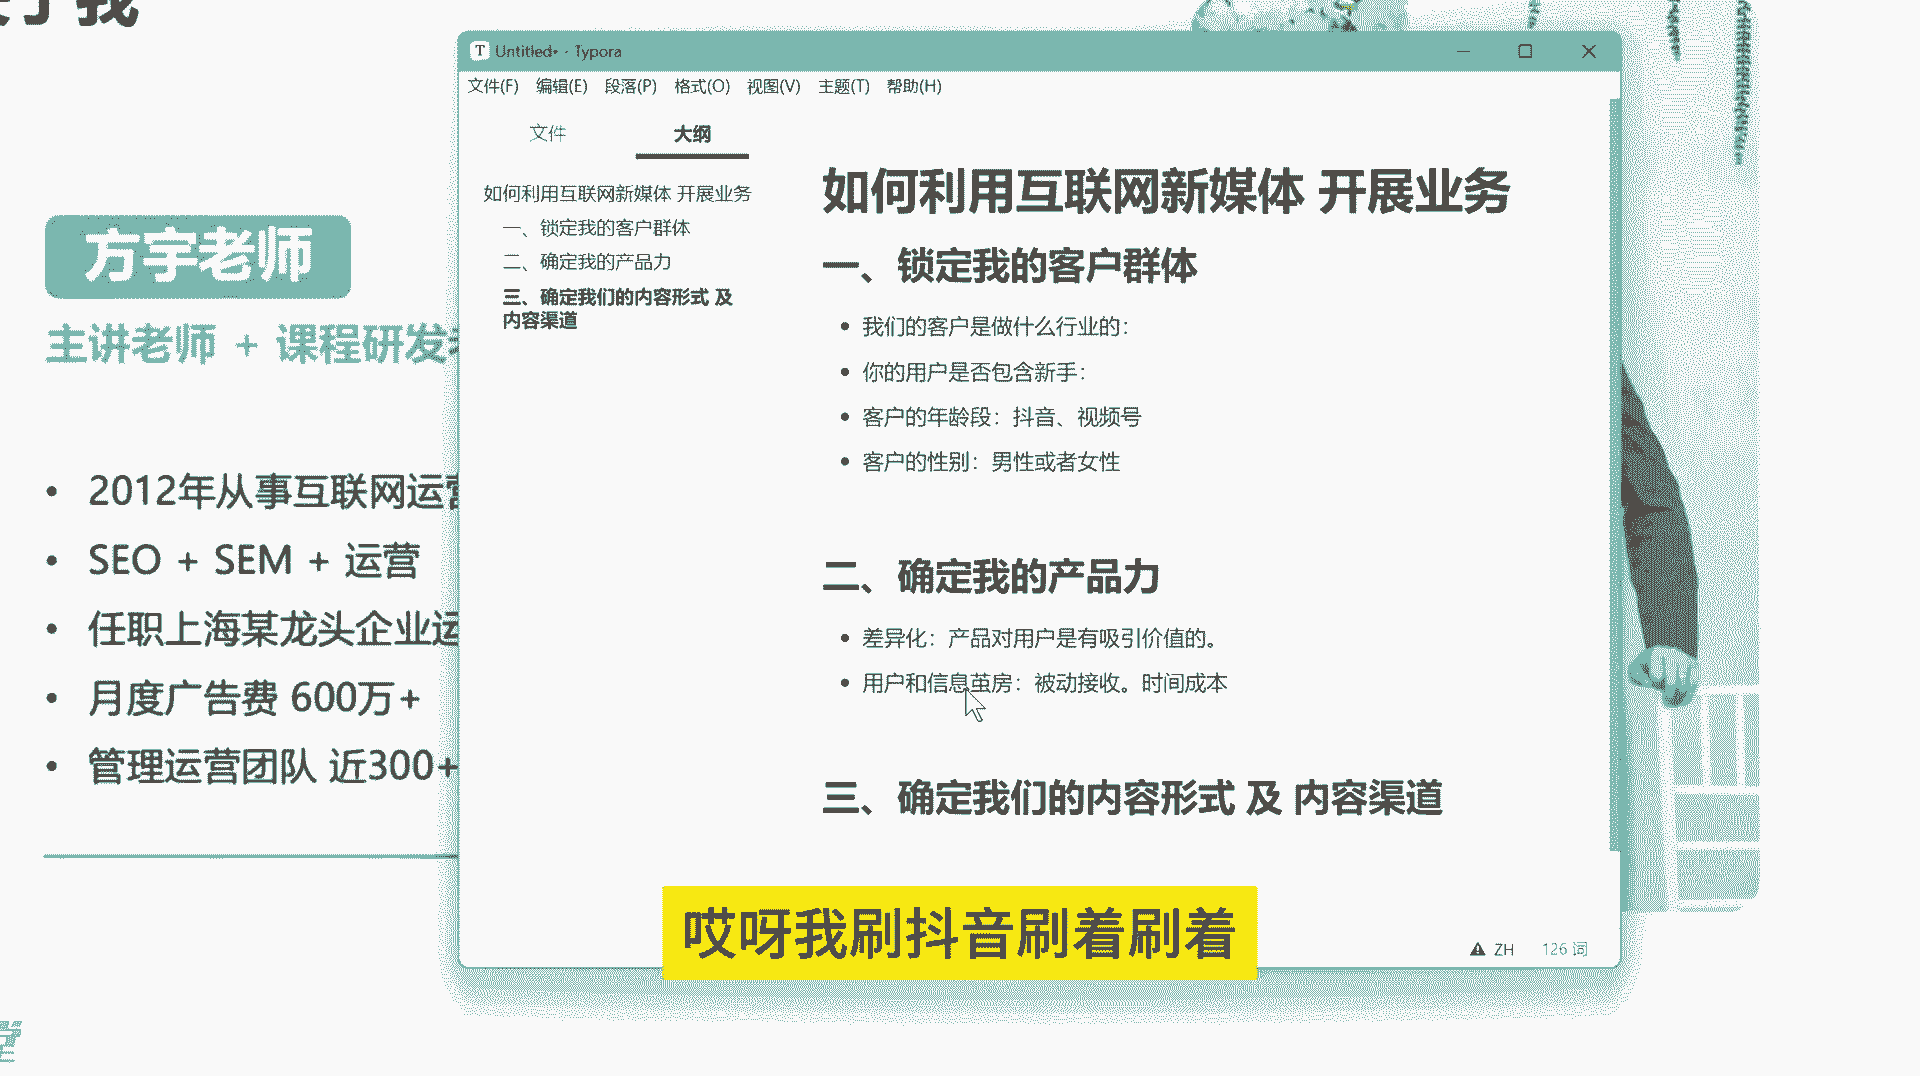 我
Untitled• - Typora
文件(F) 编辑(E) 段落(P) 格式(O) 视图(V) 主题(T) 帮助(H)
文件 大纲
如何利用互联网新媒体 开展业务
一、锁定我的客户群体
二、确定我的产品力
三、确定我们的内容形式 及
内容渠道
如何利用互联网新媒体 开展业务
一、锁定我的客户群体
• 我们的客户是做什么行业的：
• 你的用户是否包含新手：
• 客户的年龄段：抖音、视频号
• 客户的性别：男性或者女性
二、确定我的产品力
• 差异化：产品对用户是有吸引价值的。
• 用户和信息茧房：被动接收。时间成本
三、确定我们的内容形式 及 内容渠道
ZH 126 词
方宇老师
主讲老师 + 课程研发
• 2012年从事互联网运营
• SEO + SEM + 运营
• 任职上海某龙头企业运
• 月度广告费 600万+
• 管理运营团队 近300+
哎呀我刷抖音刷着刷着